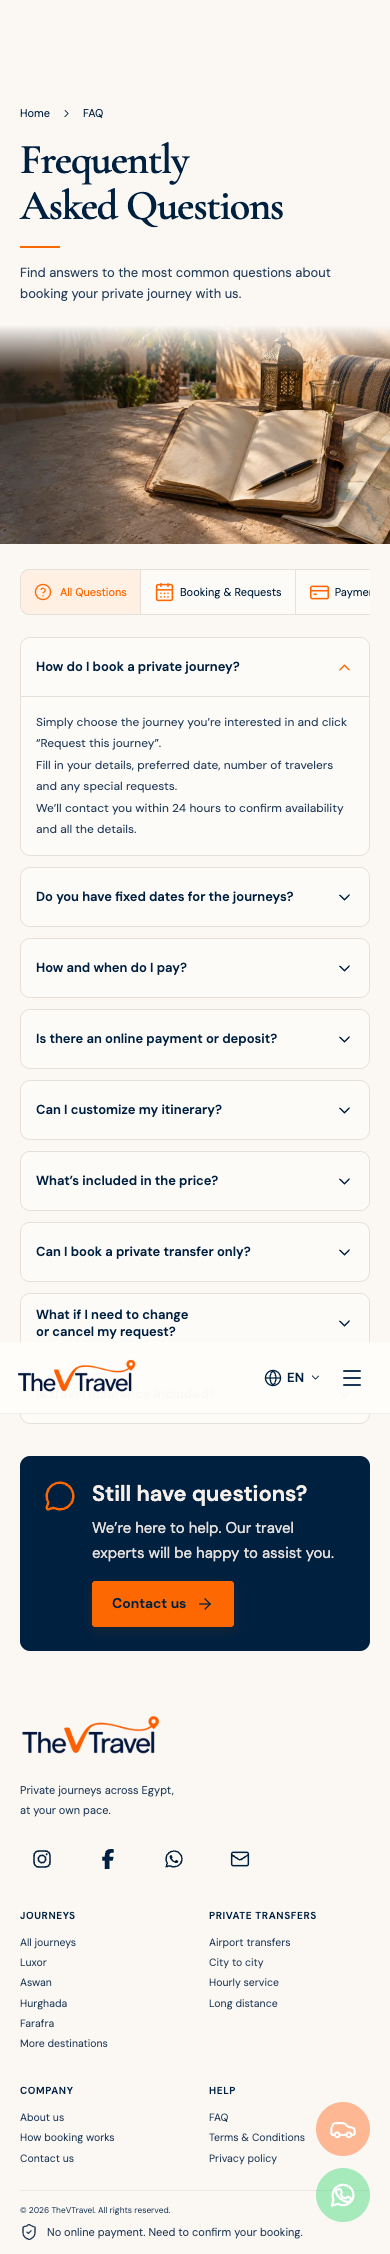 Home > FAQ
Frequently
Asked Questions
Find answers to the most common questions about
booking your private journey with us.
All Questions
Booking & Requests
How do I book a private journey?
Simply choose the journey you’re interested in and click
“Request this journey”.
Fill in your details, preferred date, number of travelers
and any special requests.
We’ll contact you within 24 hours to confirm availability
and all the details.
Do you have fixed dates for the journeys?
How and when do I pay?
Is there an online payment or deposit?
Can I customize my itinerary?
What’s included in the price?
Can I book a private transfer only?
What if I need to change
or cancel my request?
TheVTravel
EN
Still have questions?
We’re here to help. Our travel
experts will be happy to assist you.
Contact us
TheVTravel
Private journeys across Egypt,
at your own pace.
JOURNEYS
All journeys
Luxor
Aswan
Hurghada
Farafra
More destinations
PRIVATE TRANSFERS
Airport transfers
City to city
Hourly service
Long distance
COMPANY
About us
How booking works
Contact us
HELP
FAQ
Terms & Conditions
Privacy policy
© 2026 TheVTravel. All rights reserved.
No online payment. Need to confirm your booking.